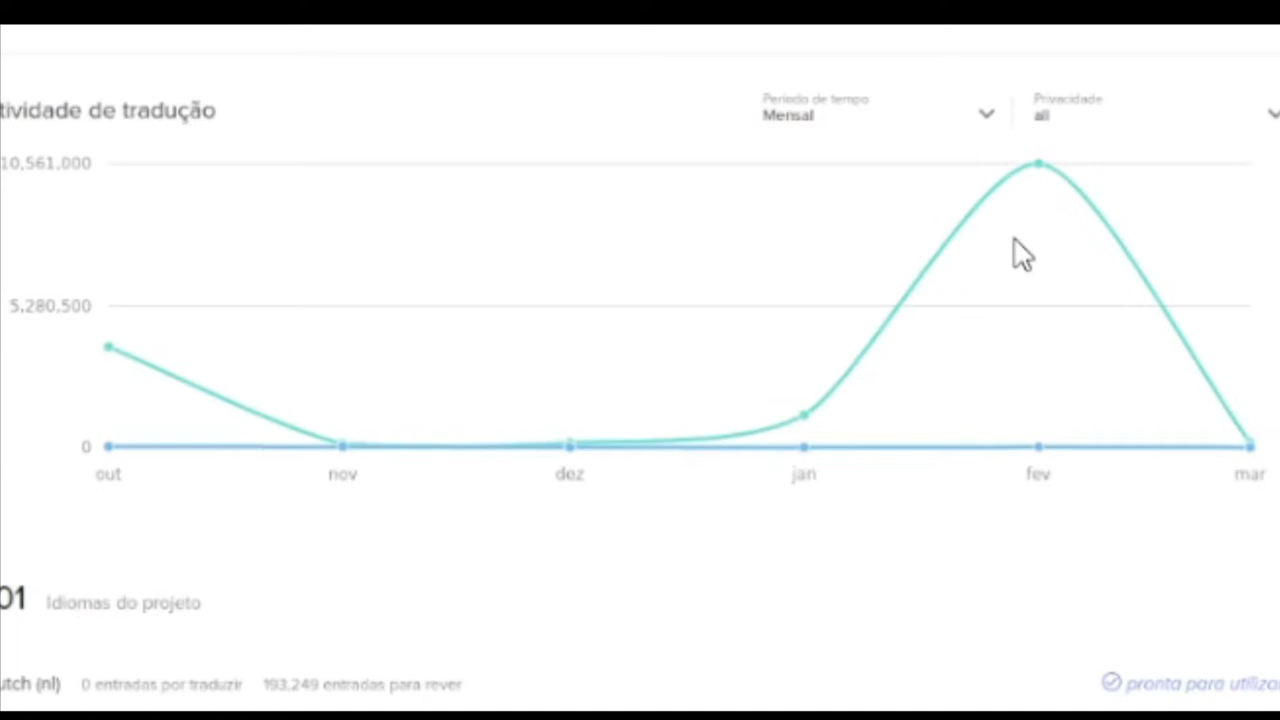 tividade de tradução
Período de tempo
Mensal
Privacidade
all
10,561,000
5,280,500
0
out nov dez jan fev mar
01 Idiomas do projeto
utch (nl) 0 entradas por traduzir 193,249 entradas para rever pronta para utiliza